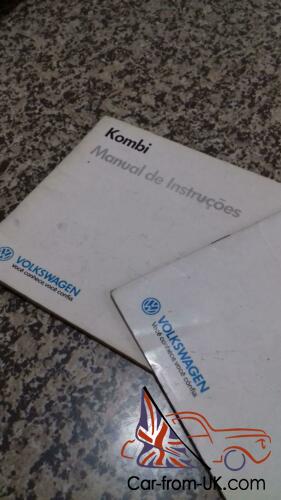 Kombi
Manual de Instruções
VOLKSWAGEN
Você conhece, você confia.
VOLKSWAGEN
Você conhece, você confia.
Car-from-UK.com